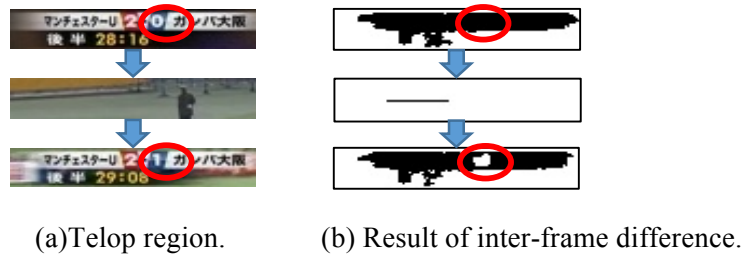 マンチェスターU 2:0 ガンバ大阪
後半 28:16
マンチェスターU 2:1 ガンバ大阪
後半 29:08
(a)Telop region.
(b) Result of inter-frame difference.